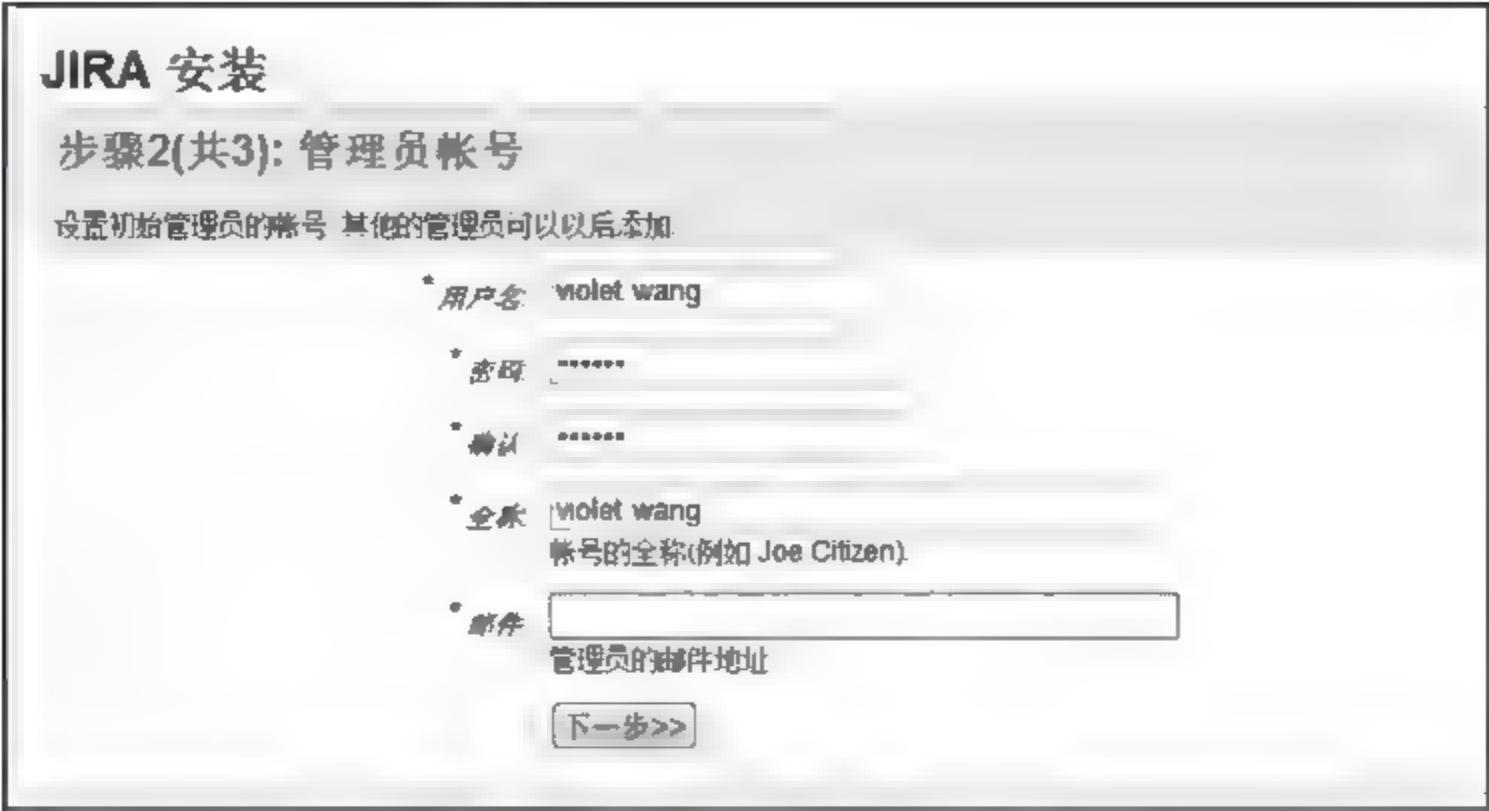 JIRA 安装
步骤2(共3): 管理员帐号
设置初始管理员的帐号 其他的管理员可以以后添加
* 用户名 violet wang
* 密码 ******
* 确认 ******
* 全称 violet wang
帐号的全称(例如 Joe Citizen).
* 邮件
管理员的邮件地址
下一步>>